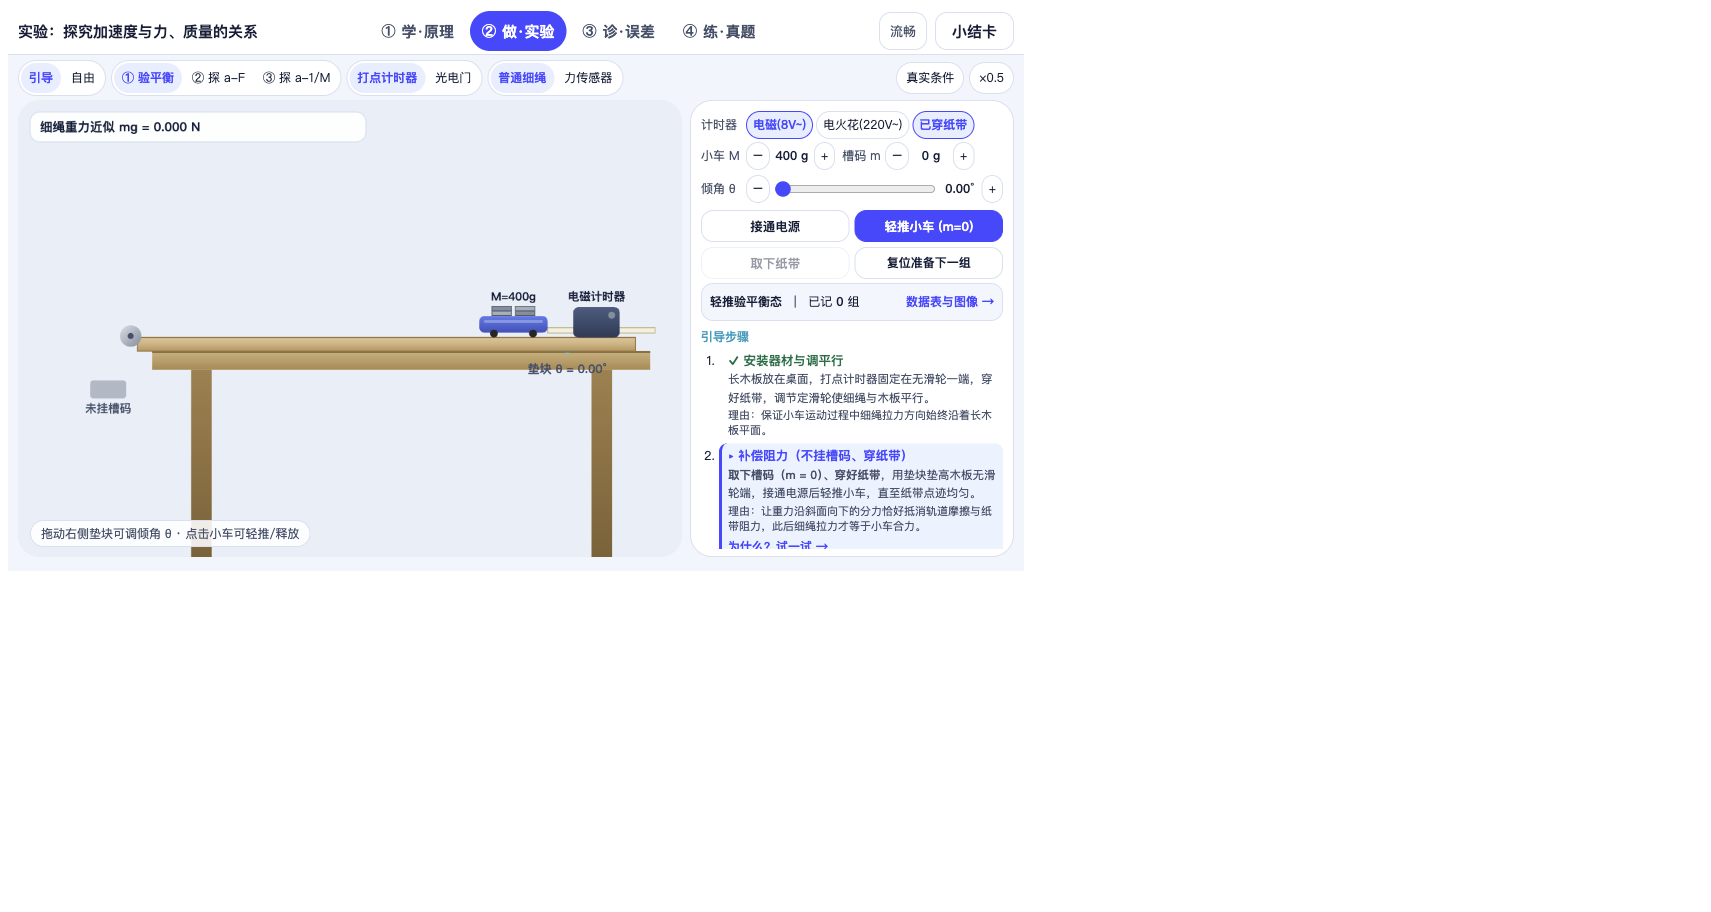 实验：探究加速度与力、质量的关系
① 学·原理
② 做·实验
③ 诊·误差
④ 练·真题
流畅
小结卡
引导 自由
① 验平衡 ② 探 a–F ③ 探 a–1/M
打点计时器 光电门
普通细绳 力传感器
真实条件
×0.5
细绳重力近似 mg = 0.000 N
M=400g
电磁计时器
垫块 θ = 0.00°
未挂槽码
拖动右侧垫块可调倾角 θ · 点击小车可轻推/释放
计时器 电磁(8V~) 电火花(220V~) 已穿纸带
小车 M − 400 g + 槽码 m − 0 g +
倾角 θ − 0.00° +
接通电源 轻推小车 (m=0)
取下纸带 复位准备下一组
轻推验平衡态 | 已记 0 组 数据表与图像 →
引导步骤
1. ✓ 安装器材与调平行
长木板放在桌面，打点计时器固定在无滑轮一端，穿
好纸带，调节定滑轮使细绳与木板平行。
理由：保证小车运动过程中细绳拉力方向始终沿着长木
板平面。
2. ▸ 补偿阻力（不挂槽码、穿纸带）
取下槽码（m = 0）、穿好纸带，用垫块垫高木板无滑
轮端，接通电源后轻推小车，直至纸带点迹均匀。
理由：让重力沿斜面向下的分力恰好抵消轨道摩擦与纸
带阻力，此后细绳拉力才等于小车合力。
为什么？试一试 →